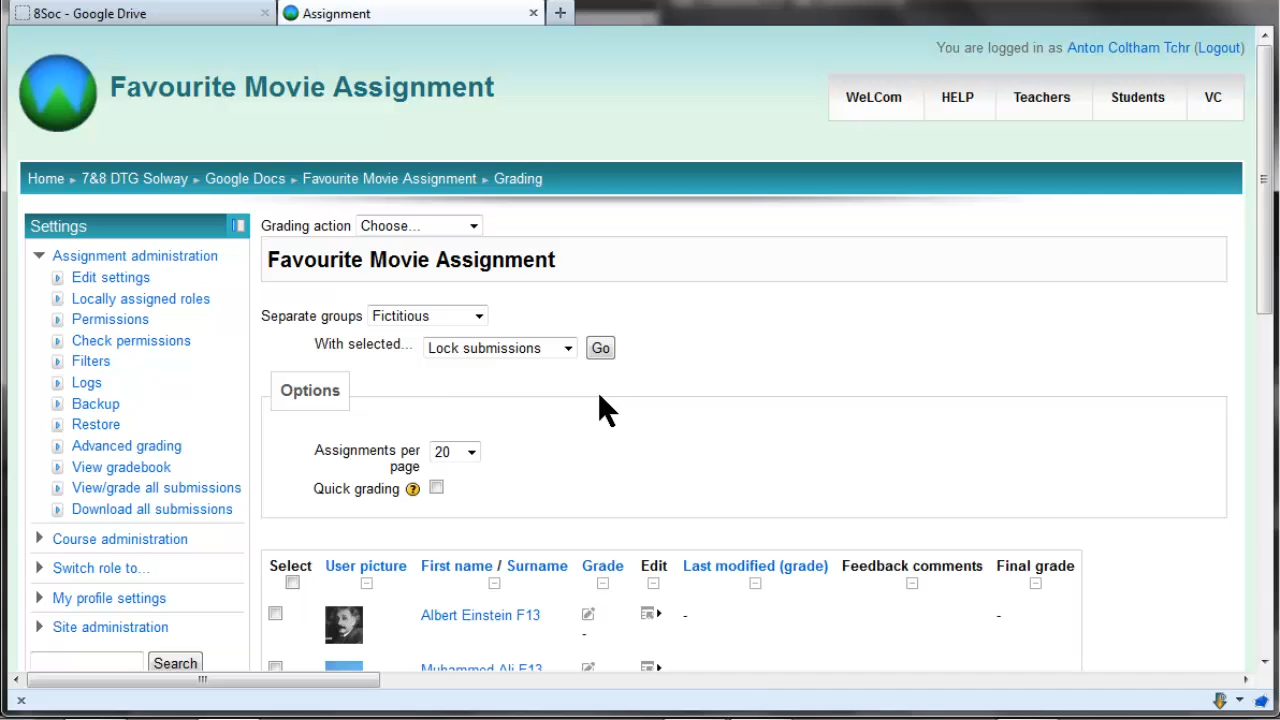 8Soc - Google Drive
Assignment
You are logged in as Anton Coltham Tchr (Logout)
Favourite Movie Assignment
WeLCom HELP Teachers Students VC
Home ▸ 7&8 DTG Solway ▸ Google Docs ▸ Favourite Movie Assignment ▸ Grading
Settings
Assignment administration
Edit settings
Locally assigned roles
Permissions
Check permissions
Filters
Logs
Backup
Restore
Advanced grading
View gradebook
View/grade all submissions
Download all submissions
Course administration
Switch role to...
My profile settings
Site administration
Search
Grading action Choose...
Favourite Movie Assignment
Separate groups Fictitious
With selected... Lock submissions Go
Options
Assignments per
page
20
Quick grading
Select User picture First name / Surname Grade Edit Last modified (grade) Feedback comments Final grade
Albert Einstein F13 - -
-
Muhammed Ali F13